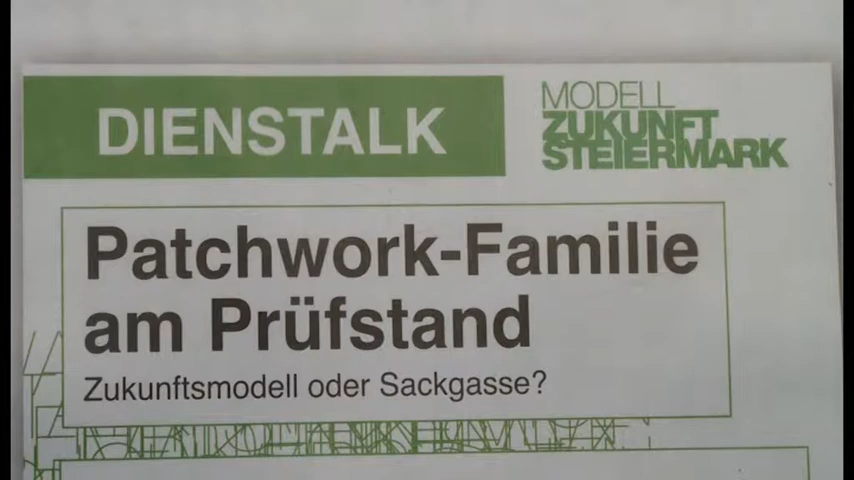 DIENSTALK
MODELL
ZUKUNFT
STEIERMARK
Patchwork-Familie
am Prüfstand
Zukunftsmodell oder Sackgasse?